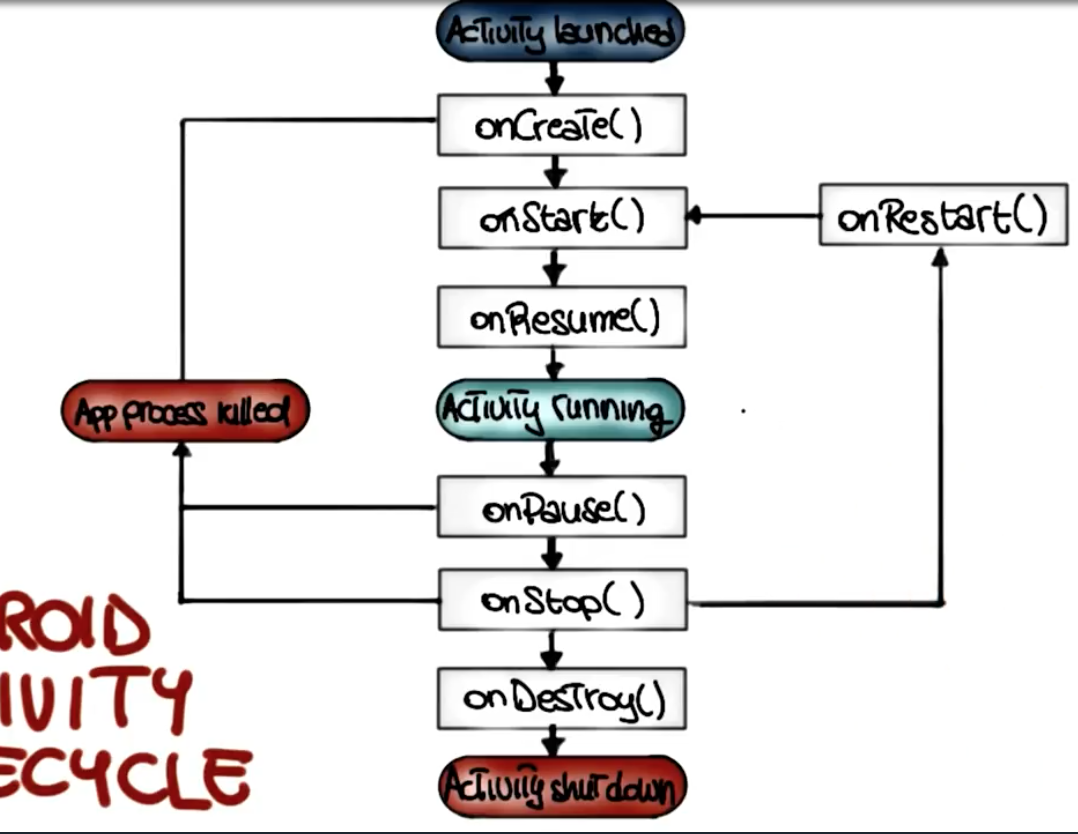 Activity launched
onCreate()
onStart()
onRestart()
onResume()
App process killed
Activity running
onPause()
onStop()
onDestroy()
Activity shut down
ROID
IVITY
ECYCLE